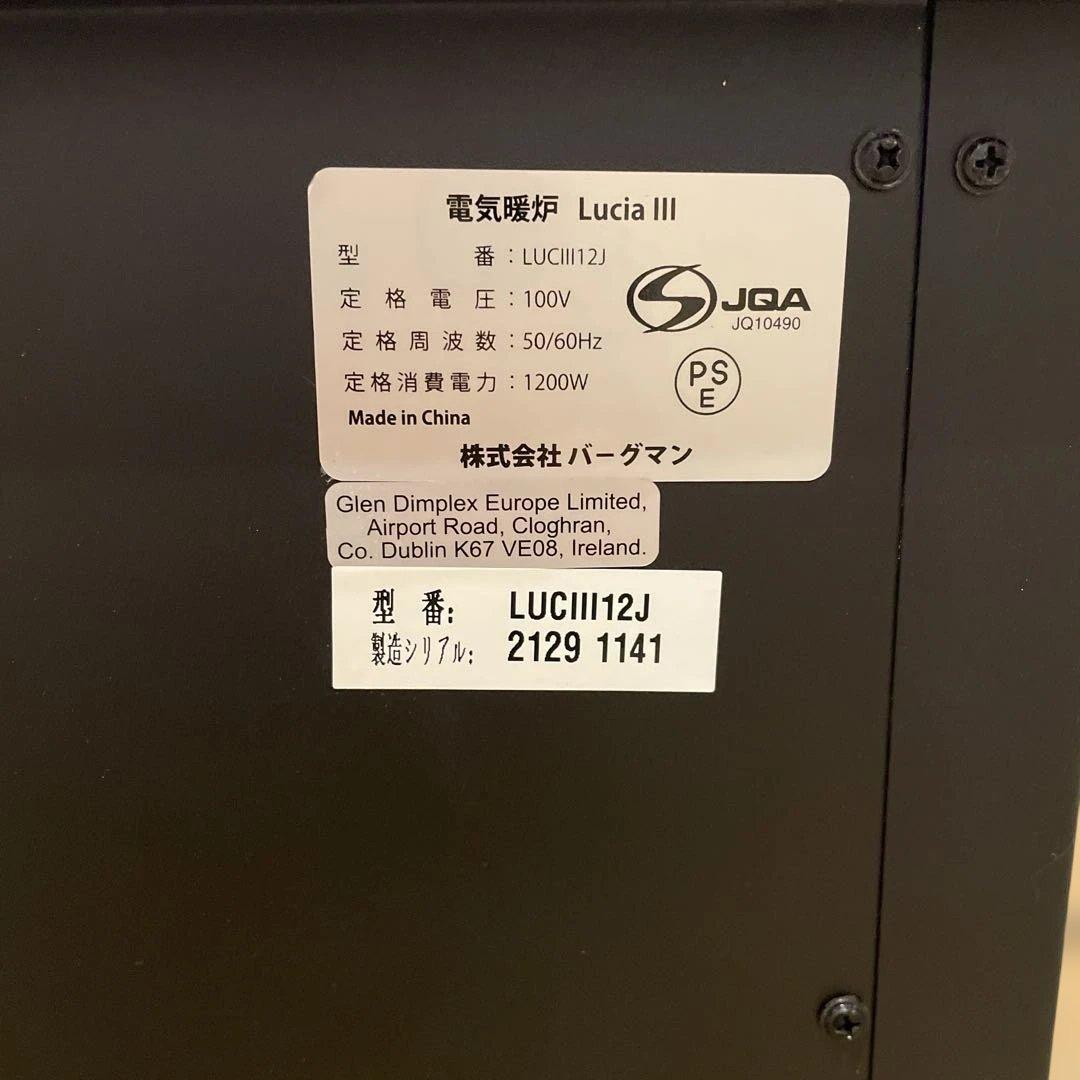 電気暖炉 Lucia III
型番：LUCIII12J
定格電圧：100V
定格周波数：50/60Hz
定格消費電力：1200W
Made in China
JQA
JQ10490
PS
E
株式会社 バーグマン
Glen Dimplex Europe Limited,
Airport Road, Cloghran,
Co. Dublin K67 VE08, Ireland.
型番: LUCIII12J
製造シリアル: 2129 1141